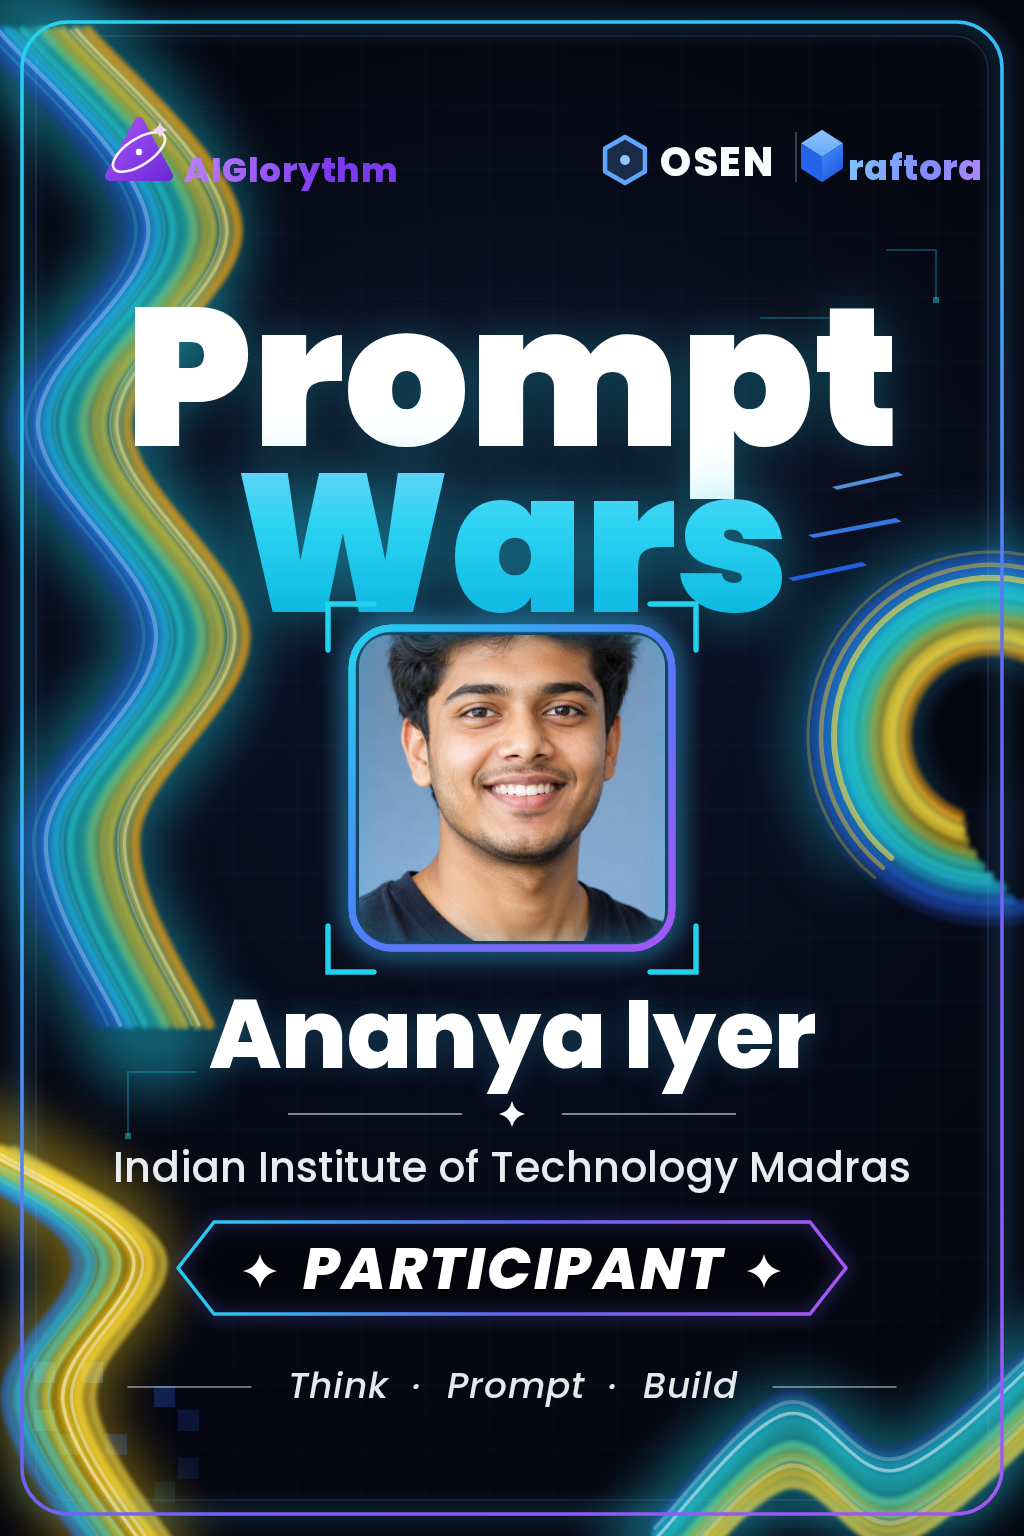 AIGlorythm
OSEN
raftora
Prompt
Wars
Ananya Iyer
Indian Institute of Technology Madras
PARTICIPANT
Think · Prompt · Build